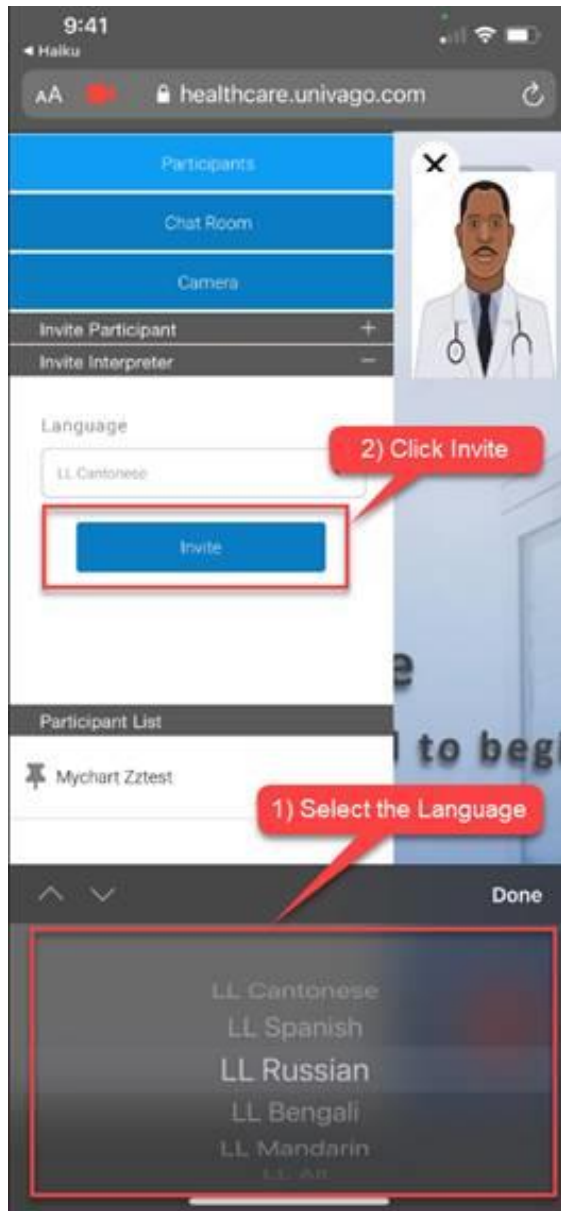 9:41
◄ Haiku
AA healthcare.univago.com
Participants
Chat Room
Camera
Invite Participant +
Invite Interpreter −
Language
2) Click Invite
LL Cantonese
Invite
e
Participant List
l to begi
Mychart Zztest
1) Select the Language
Done
LL Cantonese
LL Spanish
LL Russian
LL Bengali
LL Mandarin
LL All